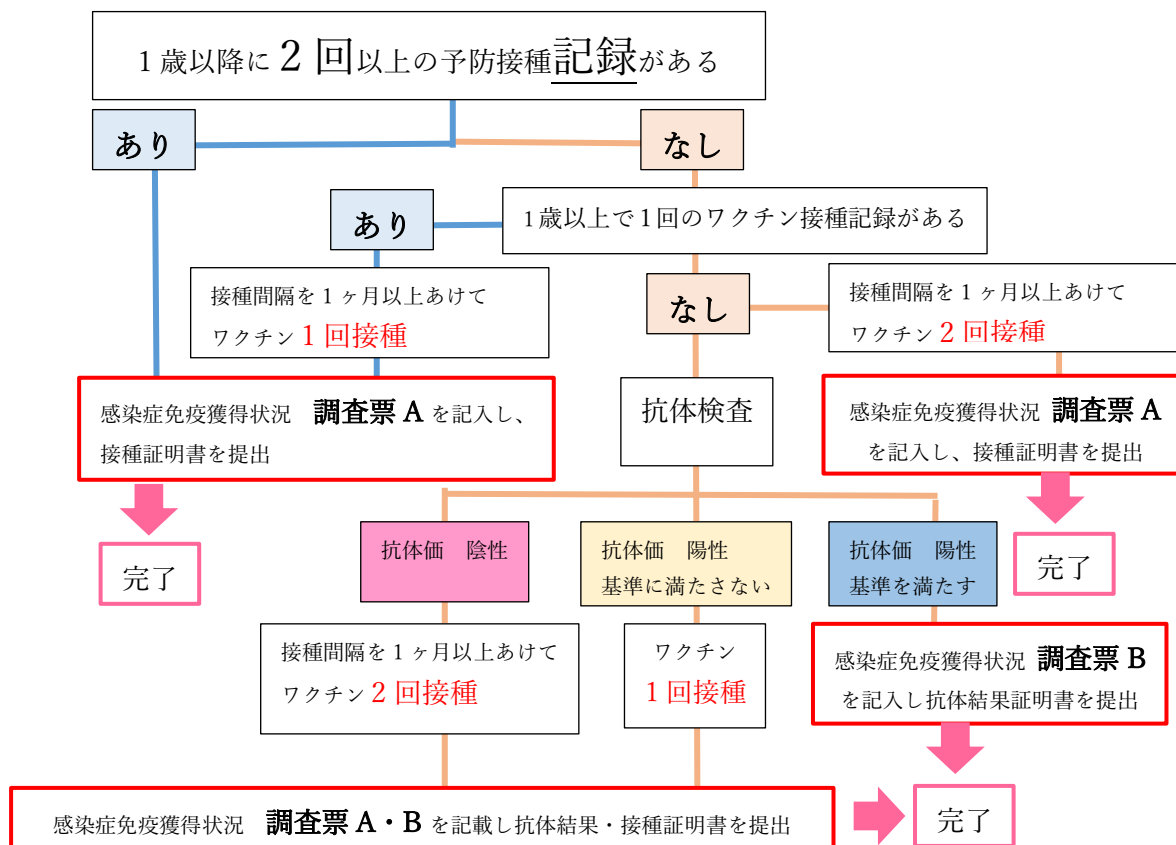 1歳以降に2回以上の予防接種記録がある
あり
なし
あり
1歳以上で1回のワクチン接種記録がある
接種間隔を1ヶ月以上あけて
ワクチン1回接種
なし
接種間隔を1ヶ月以上あけて
ワクチン2回接種
感染症免疫獲得状況 調査票Aを記入し、
接種証明書を提出
抗体検査
感染症免疫獲得状況 調査票A
を記入し、接種証明書を提出
完了
抗体価 陰性
抗体価 陽性
基準に満たさない
抗体価 陽性
基準を満たす
完了
接種間隔を1ヶ月以上あけて
ワクチン2回接種
ワクチン
1回接種
感染症免疫獲得状況 調査票B
を記入し抗体結果証明書を提出
感染症免疫獲得状況 調査票A・Bを記載し抗体結果・接種証明書を提出
完了